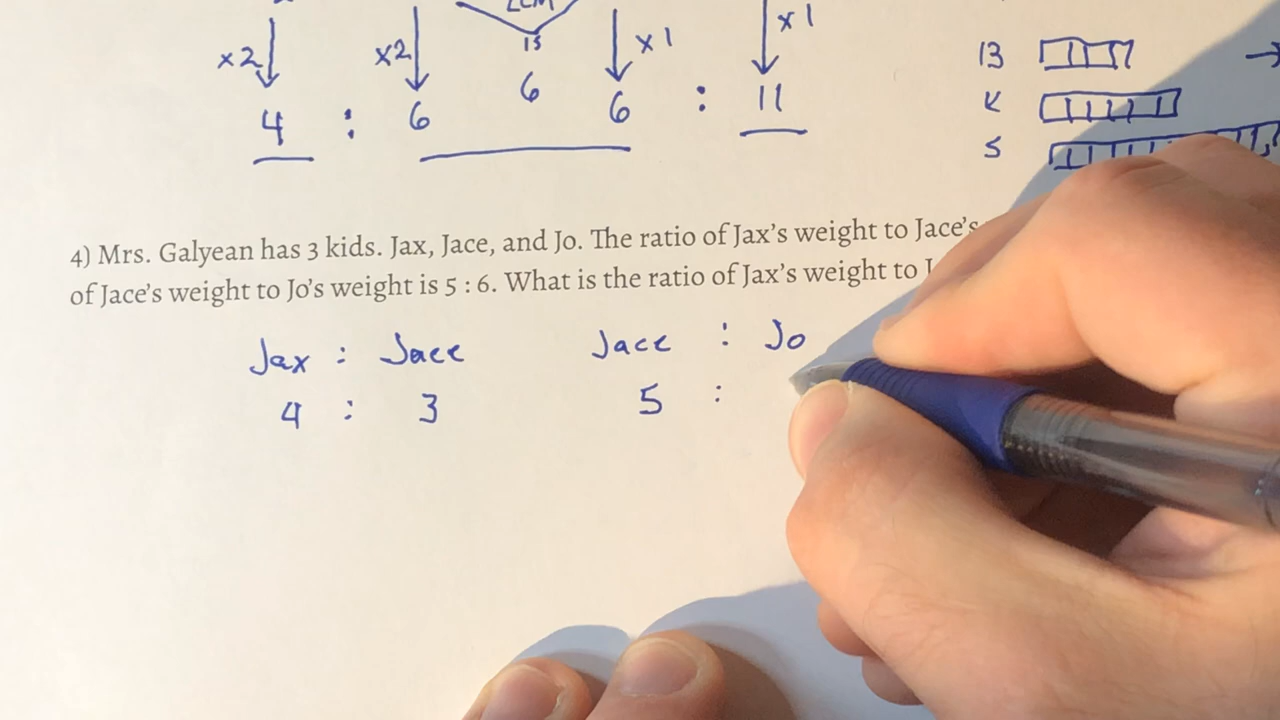 LCM
x2 x2 is x1 x1
4 : 6 6 6 : 11
13
K
S
4) Mrs. Galyean has 3 kids. Jax, Jace, and Jo. The ratio of Jax's weight to Jace's
of Jace's weight to Jo's weight is 5 : 6. What is the ratio of Jax's weight to
Jax : Jace Jace : Jo
4 : 3 5 :